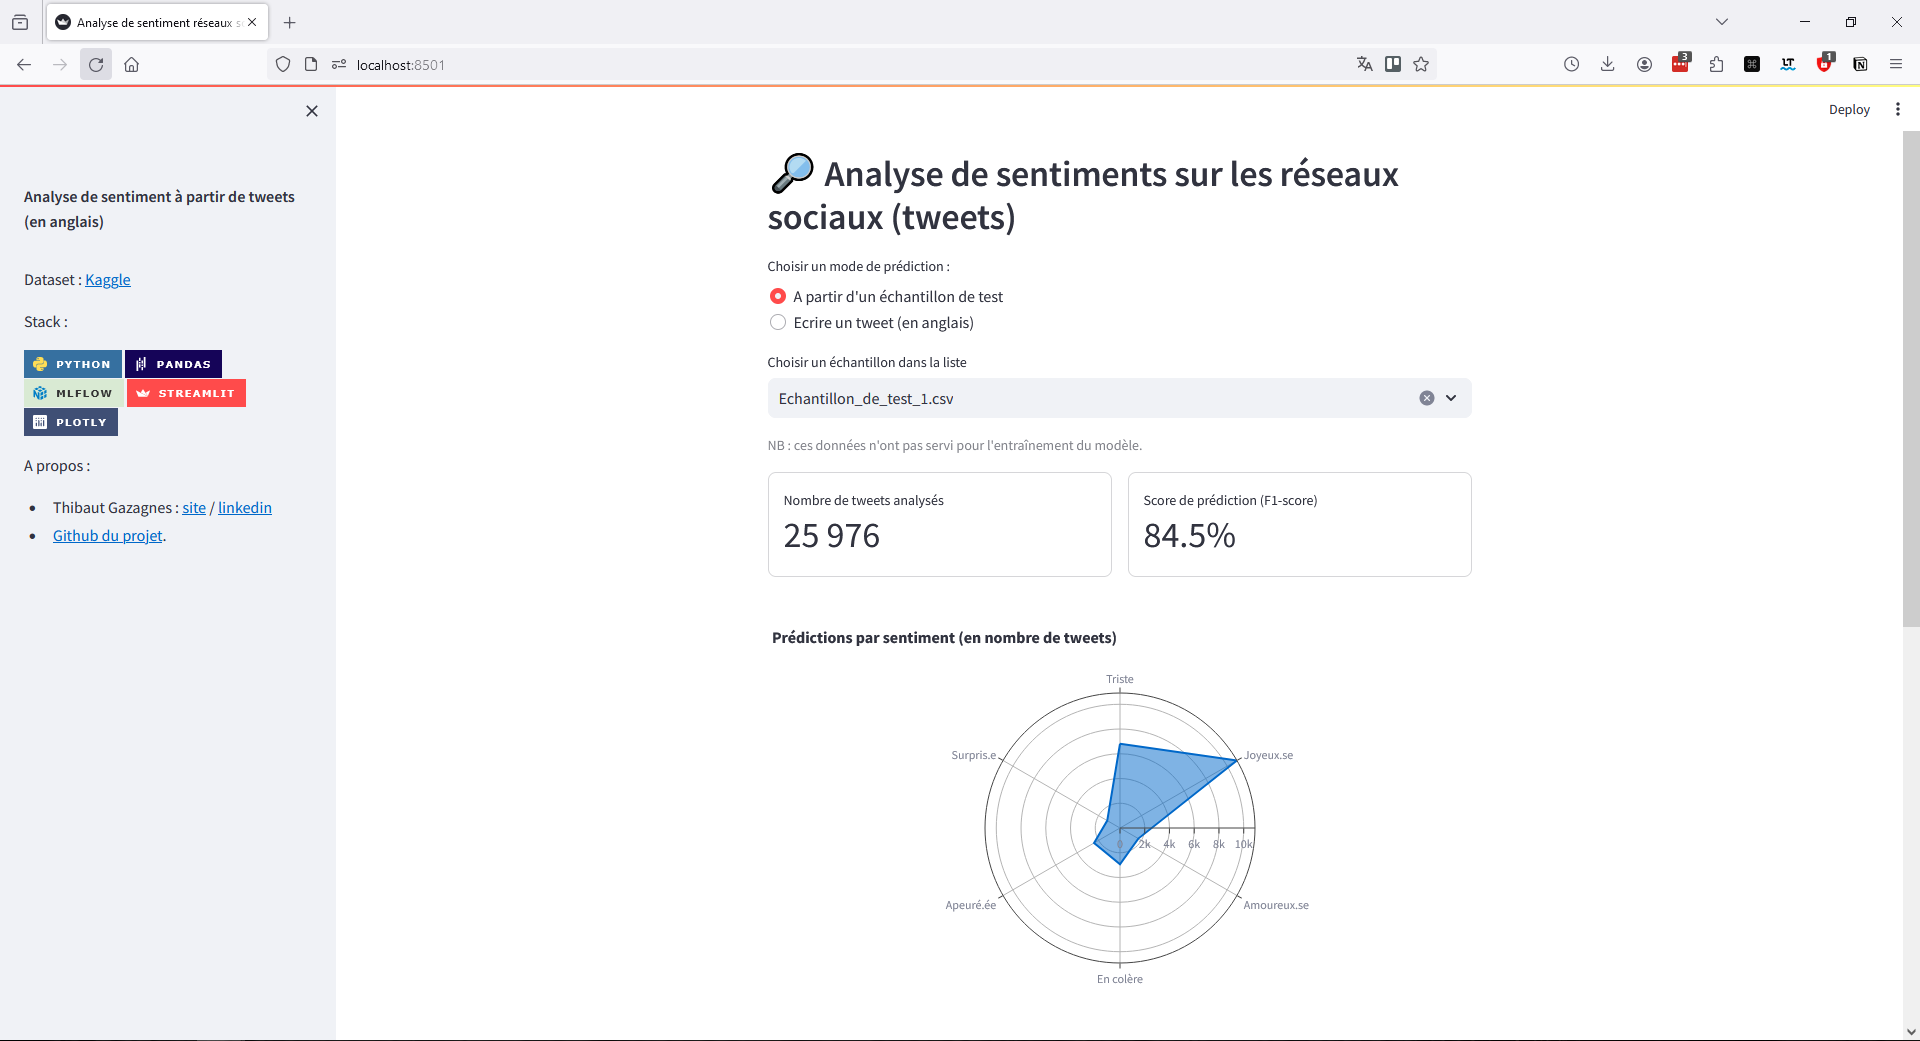 Analyse de sentiment réseaux s
localhost:8501
3
1
Deploy
Analyse de sentiment à partir de tweets
(en anglais)
Dataset : Kaggle
Stack :
PYTHON
PANDAS
MLFLOW
STREAMLIT
PLOTLY
A propos :
Thibaut Gazagnes : site / linkedin
Github du projet.
Analyse de sentiments sur les réseaux
sociaux (tweets)
Choisir un mode de prédiction :
A partir d'un échantillon de test
Ecrire un tweet (en anglais)
Choisir un échantillon dans la liste
Echantillon_de_test_1.csv
NB : ces données n'ont pas servi pour l'entraînement du modèle.
Nombre de tweets analysés
25 976
Score de prédiction (F1-score)
84.5%
Prédictions par sentiment (en nombre de tweets)
Triste
Surpris.e
Joyeux.se
0 2k 4k 6k 8k 10k
Apeuré.ée
Amoureux.se
En colère